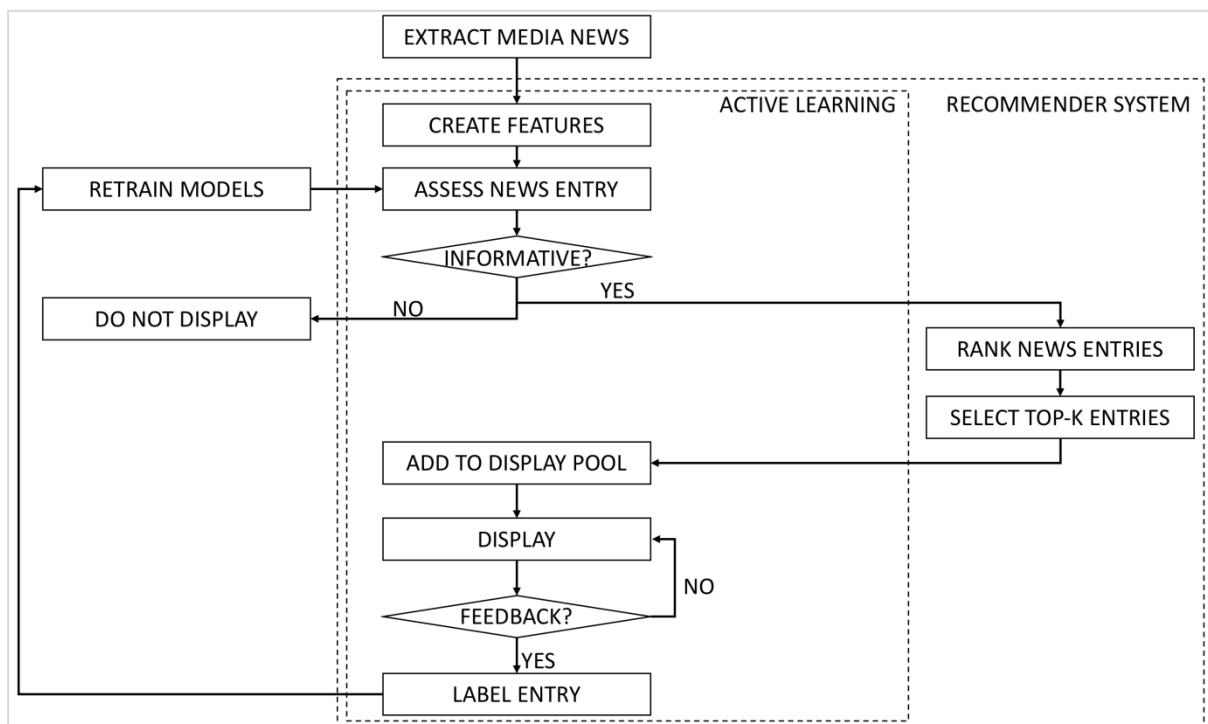 EXTRACT MEDIA NEWS
ACTIVE LEARNING
RECOMMENDER SYSTEM
CREATE FEATURES
RETRAIN MODELS
ASSESS NEWS ENTRY
INFORMATIVE?
YES
NO
DO NOT DISPLAY
RANK NEWS ENTRIES
SELECT TOP-K ENTRIES
ADD TO DISPLAY POOL
DISPLAY
NO
FEEDBACK?
YES
LABEL ENTRY